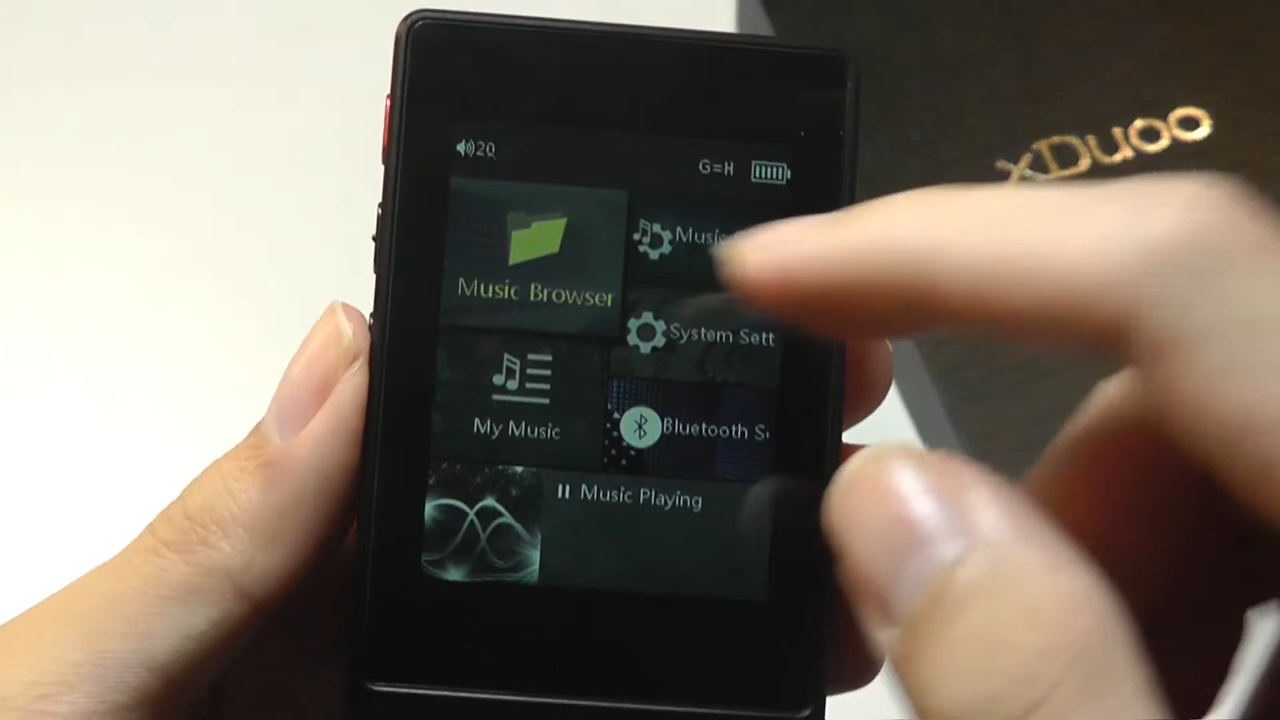 20
G=H
xDuoo
Music Browser
Music
System Sett
My Music
Bluetooth S
Music Playing